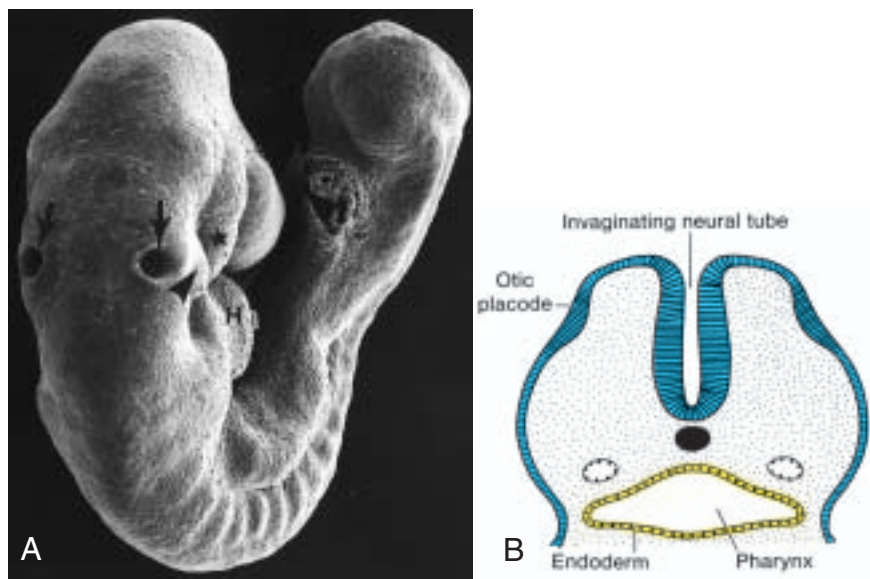 H
A
Invaginating neural tube
Otic
placode
B
Endoderm
Pharynx